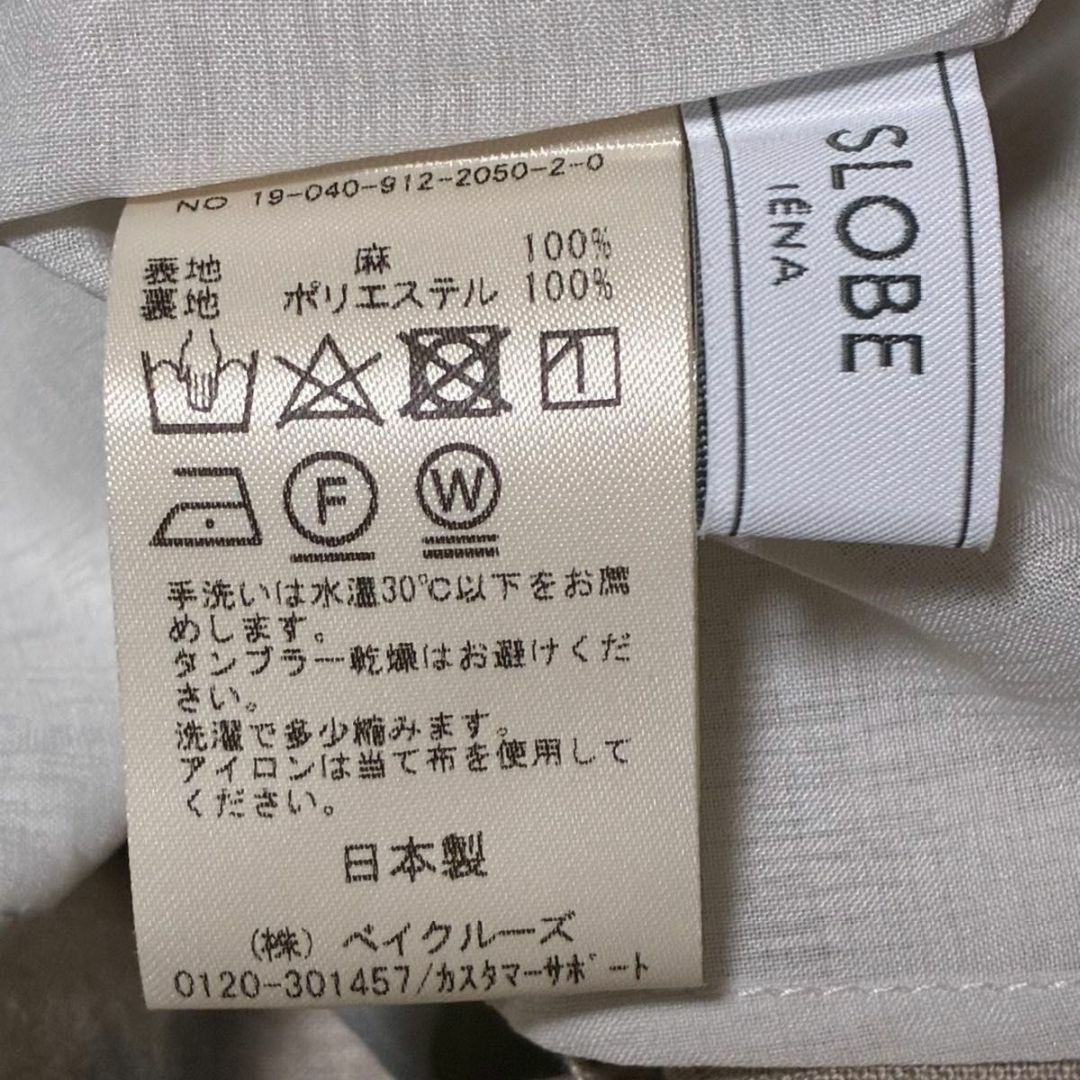 NO 19-040-912-2050-2-0
表地 麻 100%
裏地 ポリエステル 100%
F W
手洗いは水温30℃以下をお薦
めします。
タンブラー乾燥はお避けくだ
さい。
洗濯で多少縮みます。
アイロンは当て布を使用して
ください。
日本製
(株) ベイクルーズ
0120-301457/カスタマーサポート
SLOBE
IÉNA